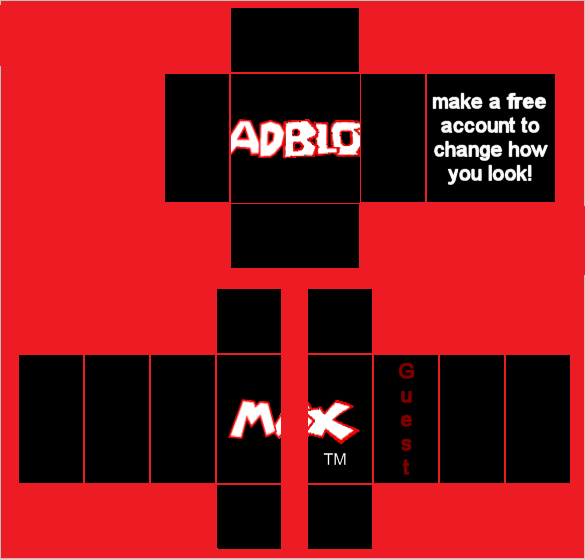 ADBLO
make a free
account to
change how
you look!
MAX
TM
Guest